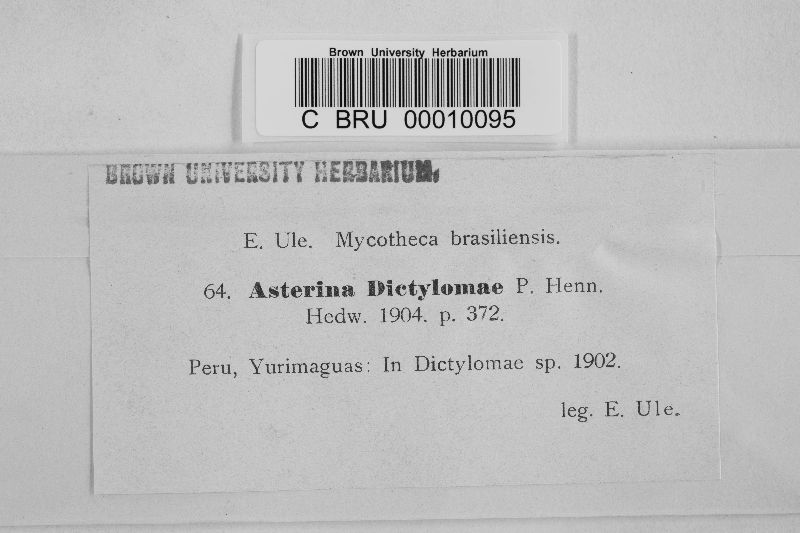 Brown University Herbarium
C BRU 00010095
BROWN UNIVERSITY HERBARIUM.
E. Ule. Mycotheca brasiliensis.
64. Asterina Dictylomae P. Henn.
Hedw. 1904. p. 372.
Peru, Yurimaguas: In Dictylomae sp. 1902.
leg. E. Ule.